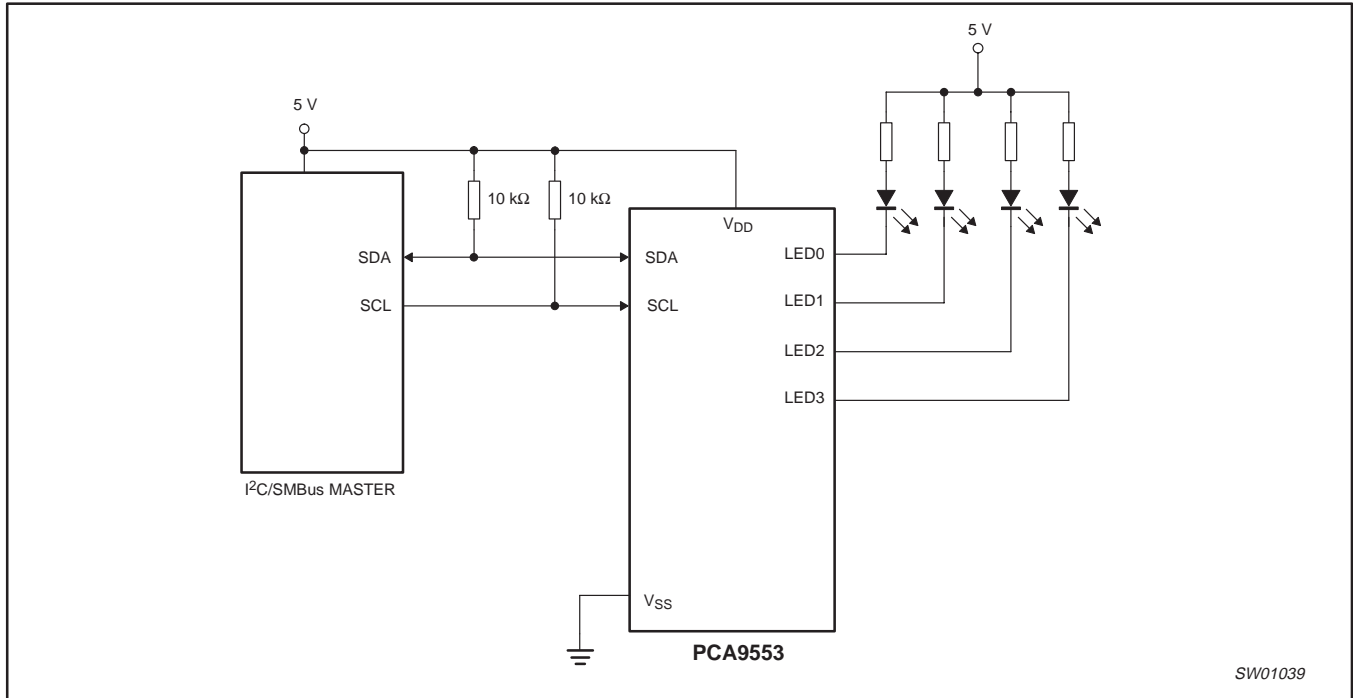 5 V
5 V
10 kΩ
10 kΩ
VDD
SDA
SDA
LED0
SCL
SCL
LED1
LED2
LED3
I²C/SMBus MASTER
VSS
PCA9553
SW01039